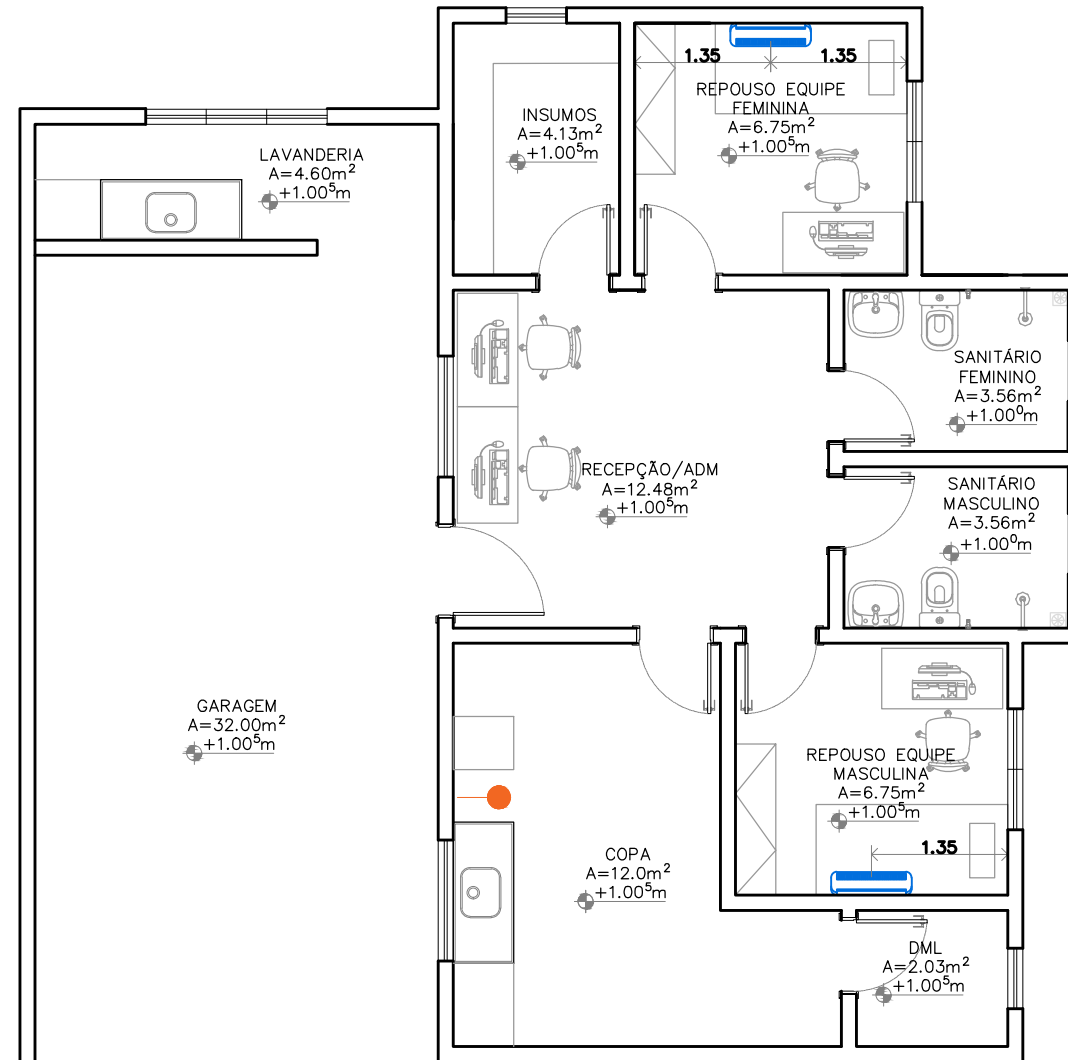 1.35
1.35
REPOUSO EQUIPE
FEMININA
A=6.75m²
+1.00⁵m
INSUMOS
A=4.13m²
+1.00⁵m
LAVANDERIA
A=4.60m²
+1.00⁵m
SANITÁRIO
FEMININO
A=3.56m²
+1.00⁰m
RECEPÇÃO/ADM
A=12.48m²
+1.00⁵m
SANITÁRIO
MASCULINO
A=3.56m²
+1.00⁰m
GARAGEM
A=32.00m²
+1.00⁵m
REPOUSO EQUIPE
MASCULINA
A=6.75m²
+1.00⁵m
1.35
COPA
A=12.0m²
+1.00⁵m
DML
A=2.03m²
+1.00⁵m